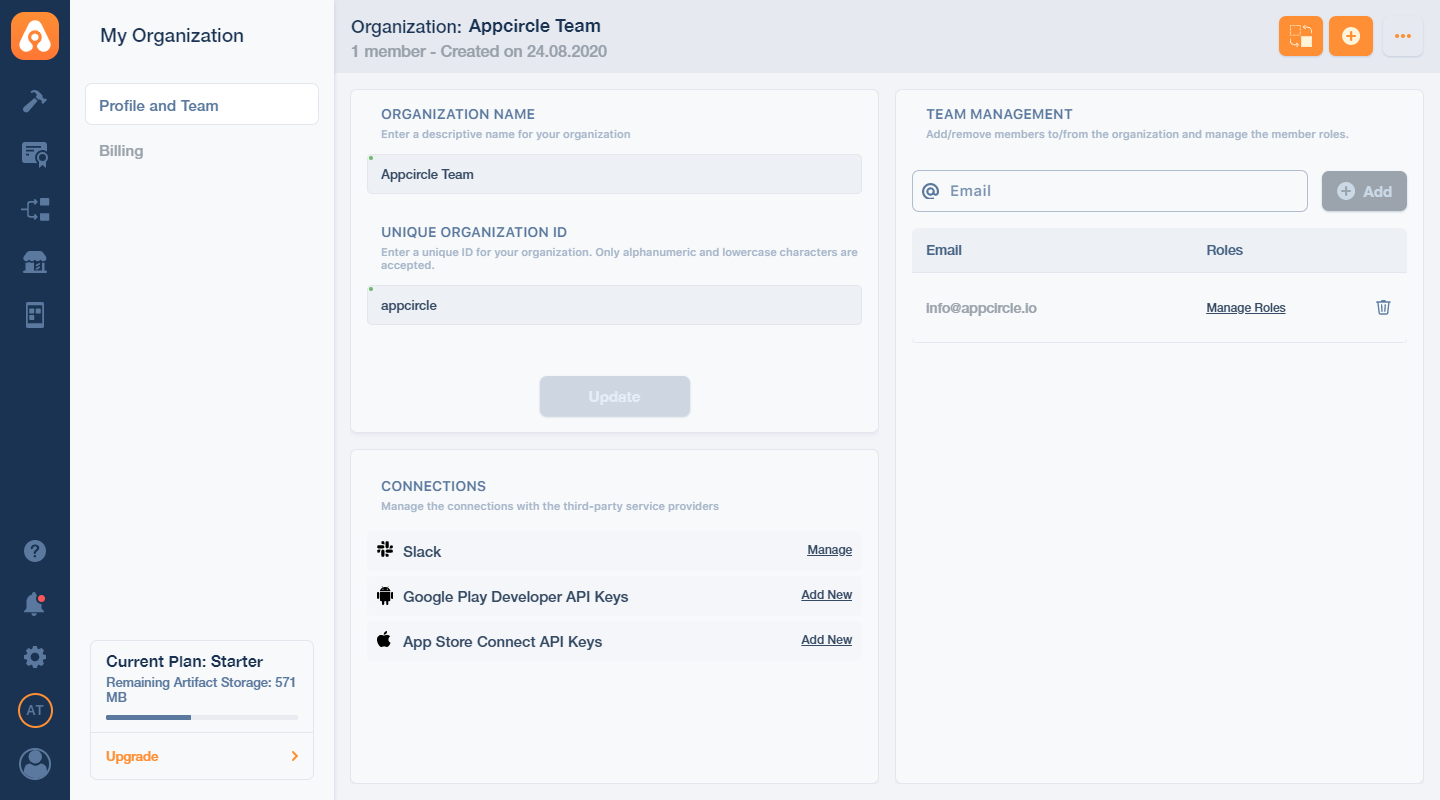 My Organization
Profile and Team
Billing
?
AT
Current Plan: Starter
Remaining Artifact Storage: 571
MB
Upgrade
Organization: Appcircle Team
1 member - Created on 24.08.2020
ORGANIZATION NAME
Enter a descriptive name for your organization
Appcircle Team
UNIQUE ORGANIZATION ID
Enter a unique ID for your organization. Only alphanumeric and lowercase characters are
accepted.
appcircle
Update
CONNECTIONS
Manage the connections with the third-party service providers
Slack Manage
Google Play Developer API Keys Add New
App Store Connect API Keys Add New
TEAM MANAGEMENT
Add/remove members to/from the organization and manage the member roles.
@ Email Add
Email Roles
info@appcircle.io Manage Roles